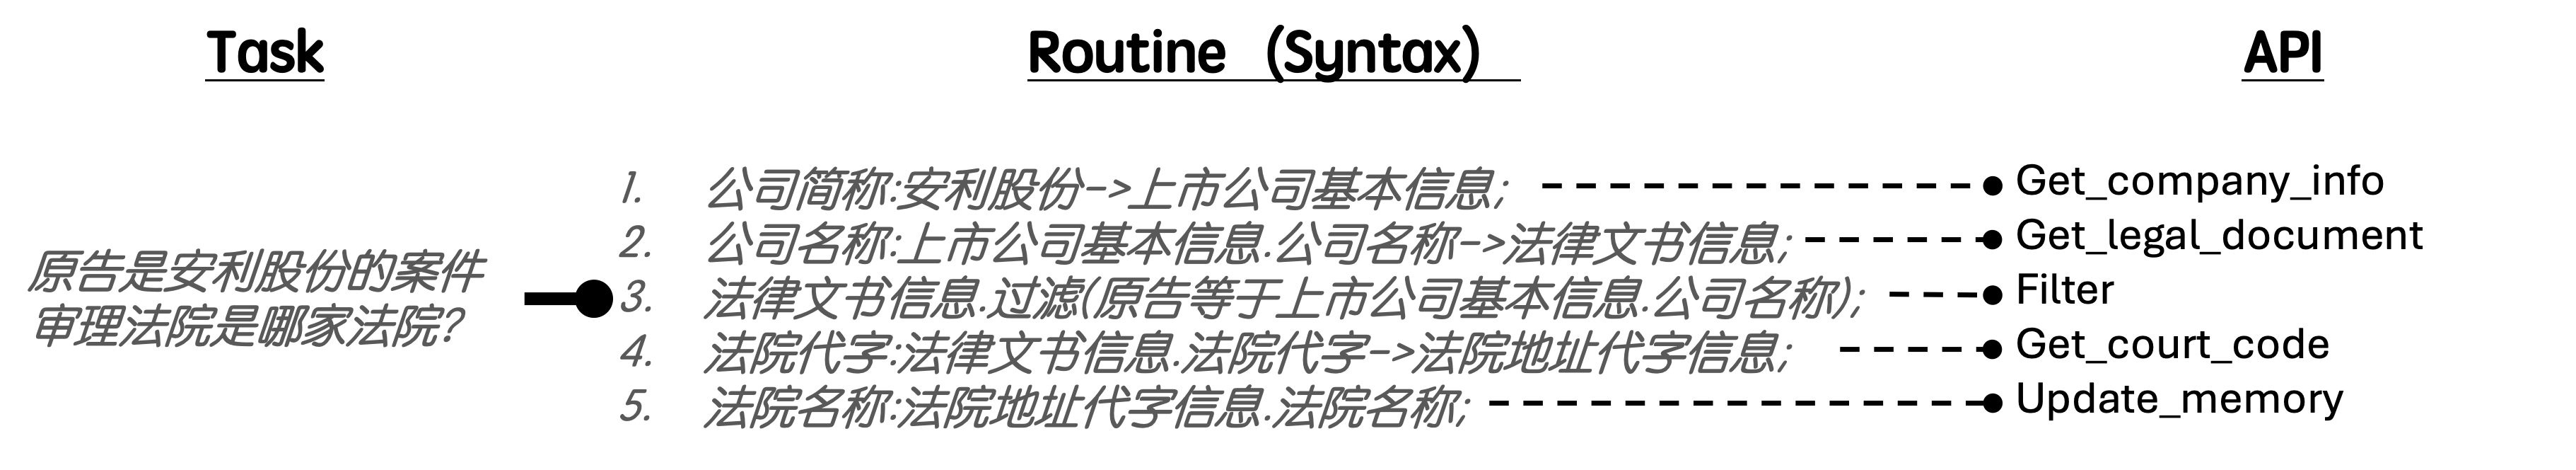 Task
Routine (Syntax)
API
原告是安利股份的案件
审理法院是哪家法院?
1. 公司简称:安利股份->上市公司基本信息;
Get_company_info
2. 公司名称:上市公司基本信息.公司名称->法律文书信息;
Get_legal_document
3. 法律文书信息.过滤(原告等于上市公司基本信息.公司名称);
Filter
4. 法院代字:法律文书信息.法院代字->法院地址代字信息;
Get_court_code
5. 法院名称:法院地址代字信息.法院名称;
Update_memory